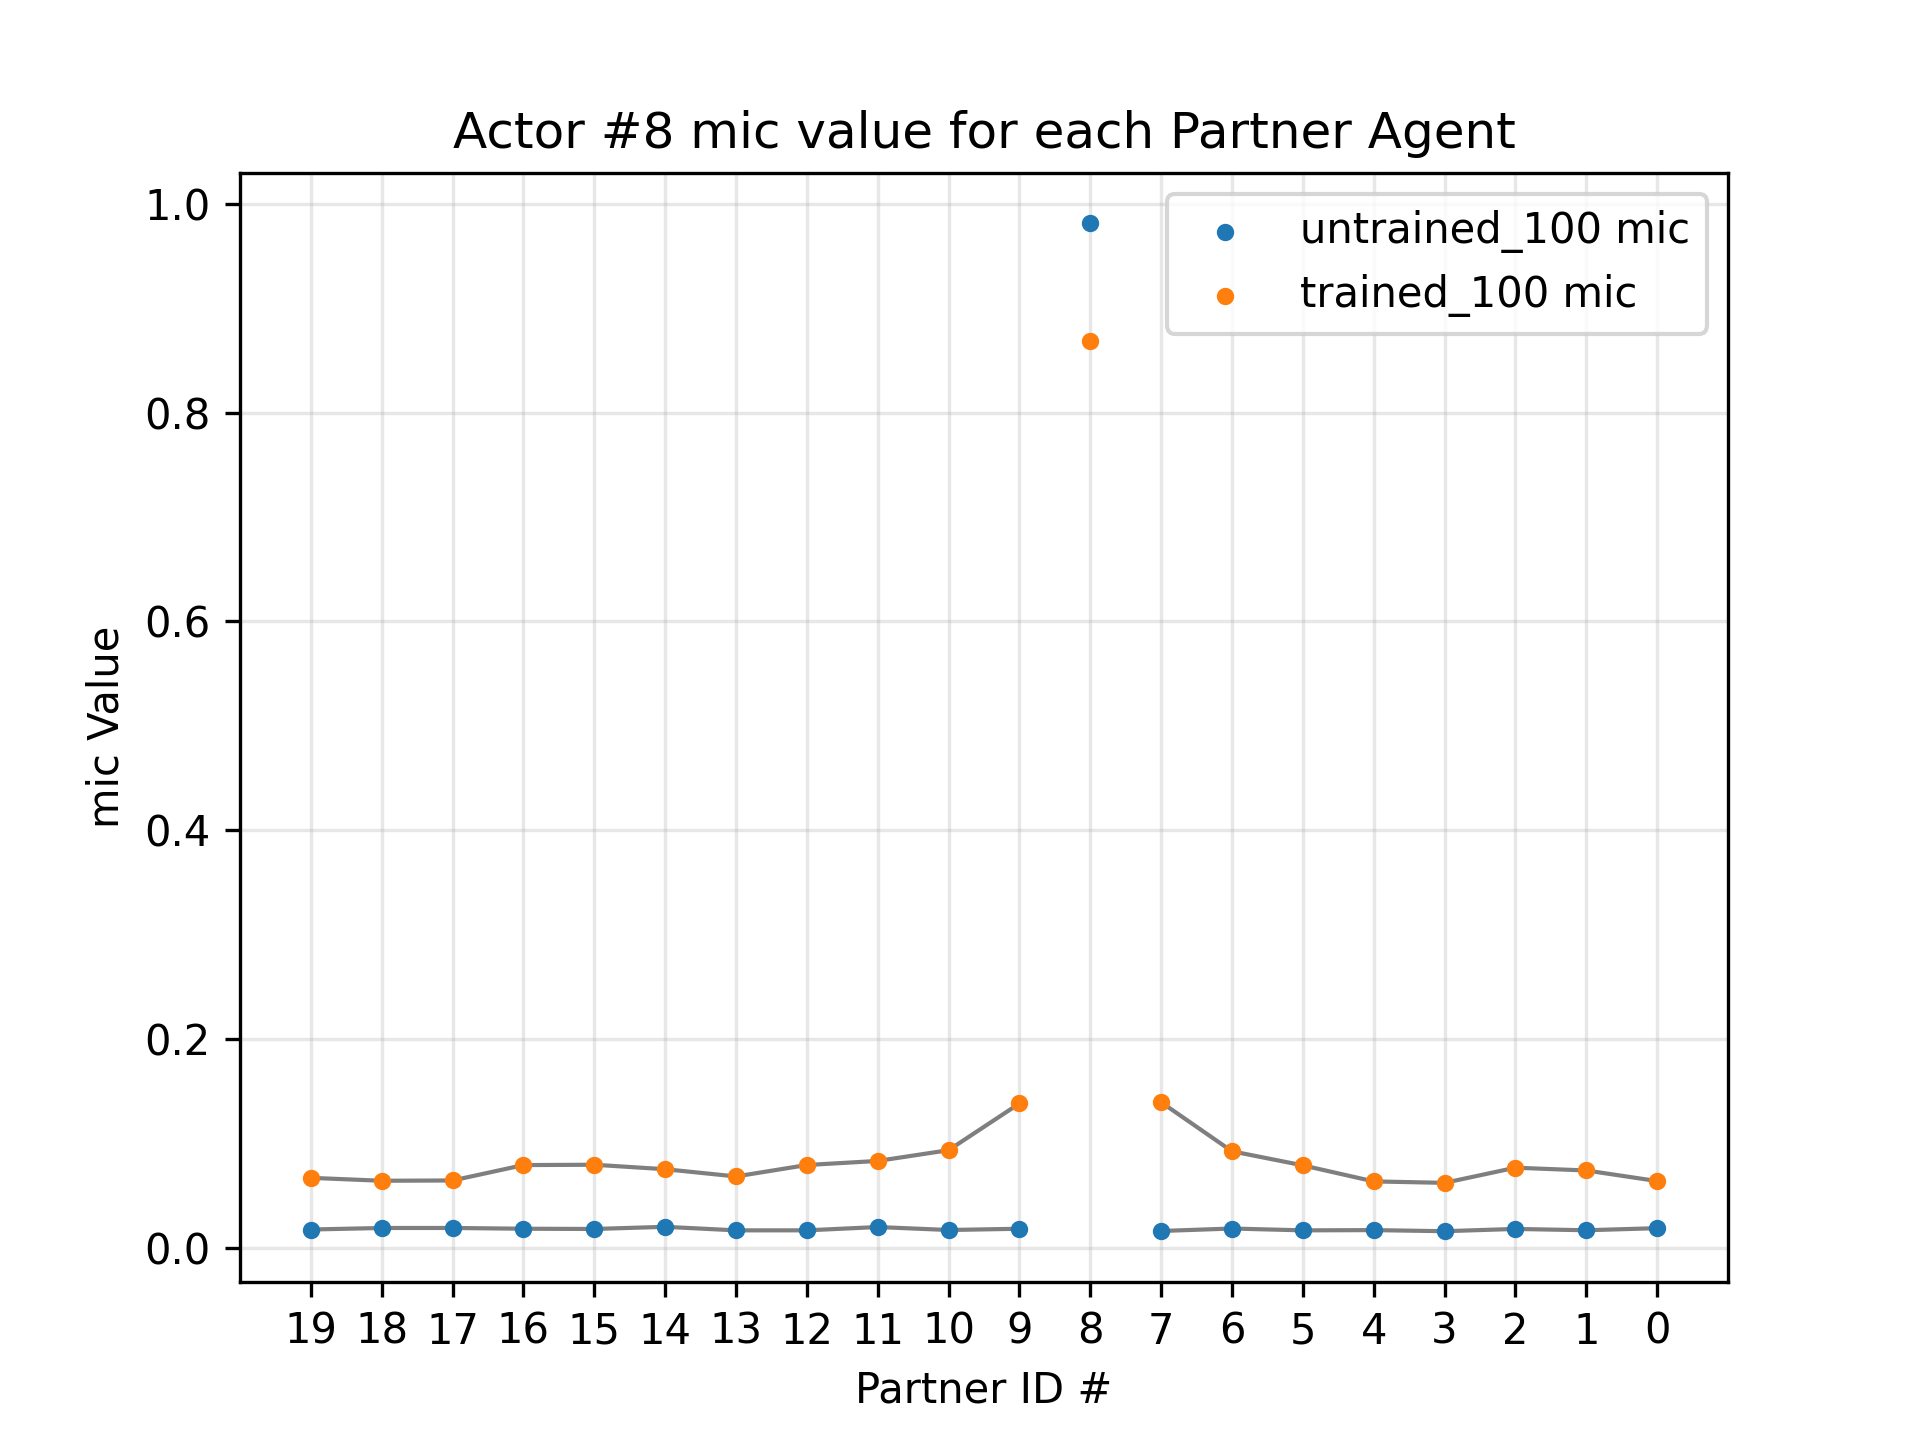 Actor #8 mic value for each Partner Agent
untrained_100 mic
trained_100 mic
mic Value
1.0
0.8
0.6
0.4
0.2
0.0
19 18 17 16 15 14 13 12 11 10 9 8 7 6 5 4 3 2 1 0
Partner ID #